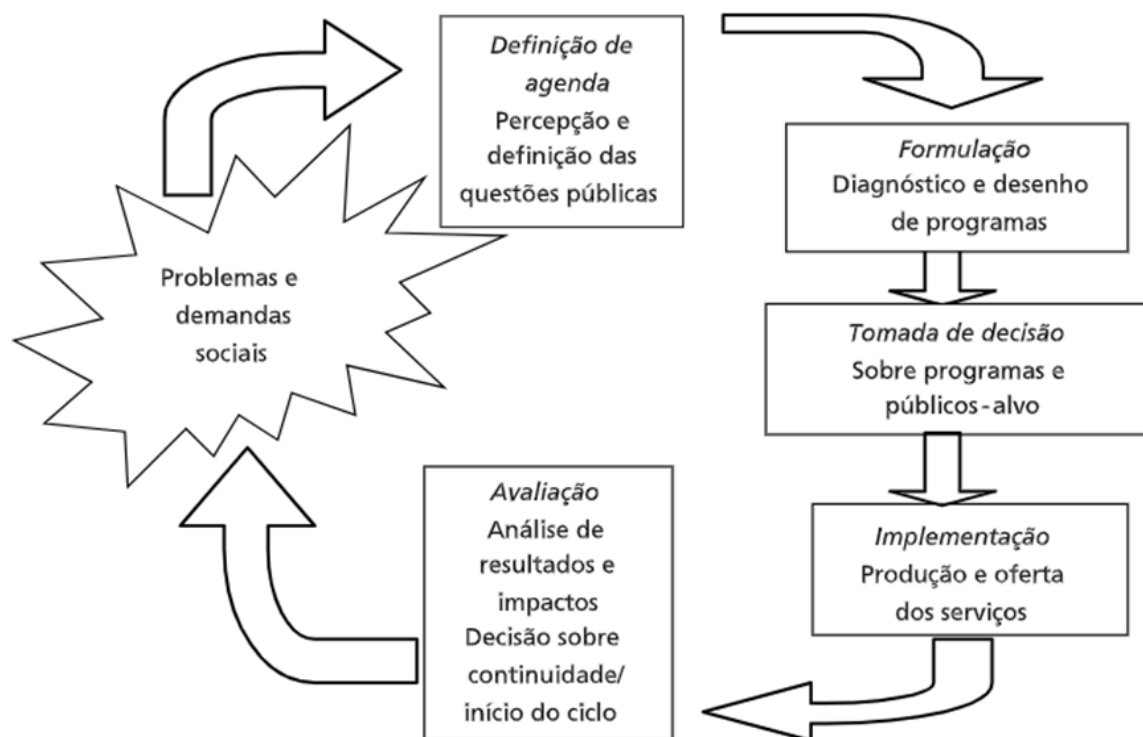 Definição de
agenda
Percepção e
definição das
questões públicas
Formulação
Diagnóstico e desenho
de programas
Tomada de decisão
Sobre programas e
públicos-alvo
Implementação
Produção e oferta
dos serviços
Avaliação
Análise de
resultados e
impactos
Decisão sobre
continuidade/
início do ciclo
Problemas e
demandas
sociais